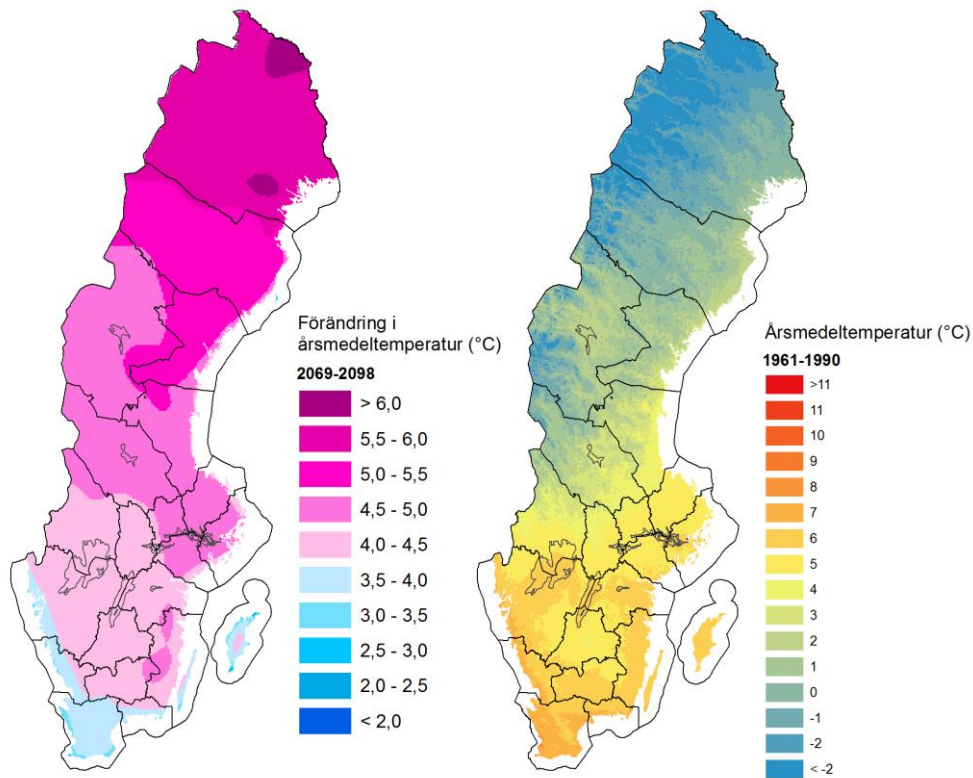 Förändring i
årsmedeltemperatur (°C)
2069-2098
> 6,0
5,5 - 6,0
5,0 - 5,5
4,5 - 5,0
4,0 - 4,5
3,5 - 4,0
3,0 - 3,5
2,5 - 3,0
2,0 - 2,5
< 2,0
Årsmedeltemperatur (°C)
1961-1990
>11
11
10
9
8
7
6
5
4
3
2
1
0
-1
-2
< -2